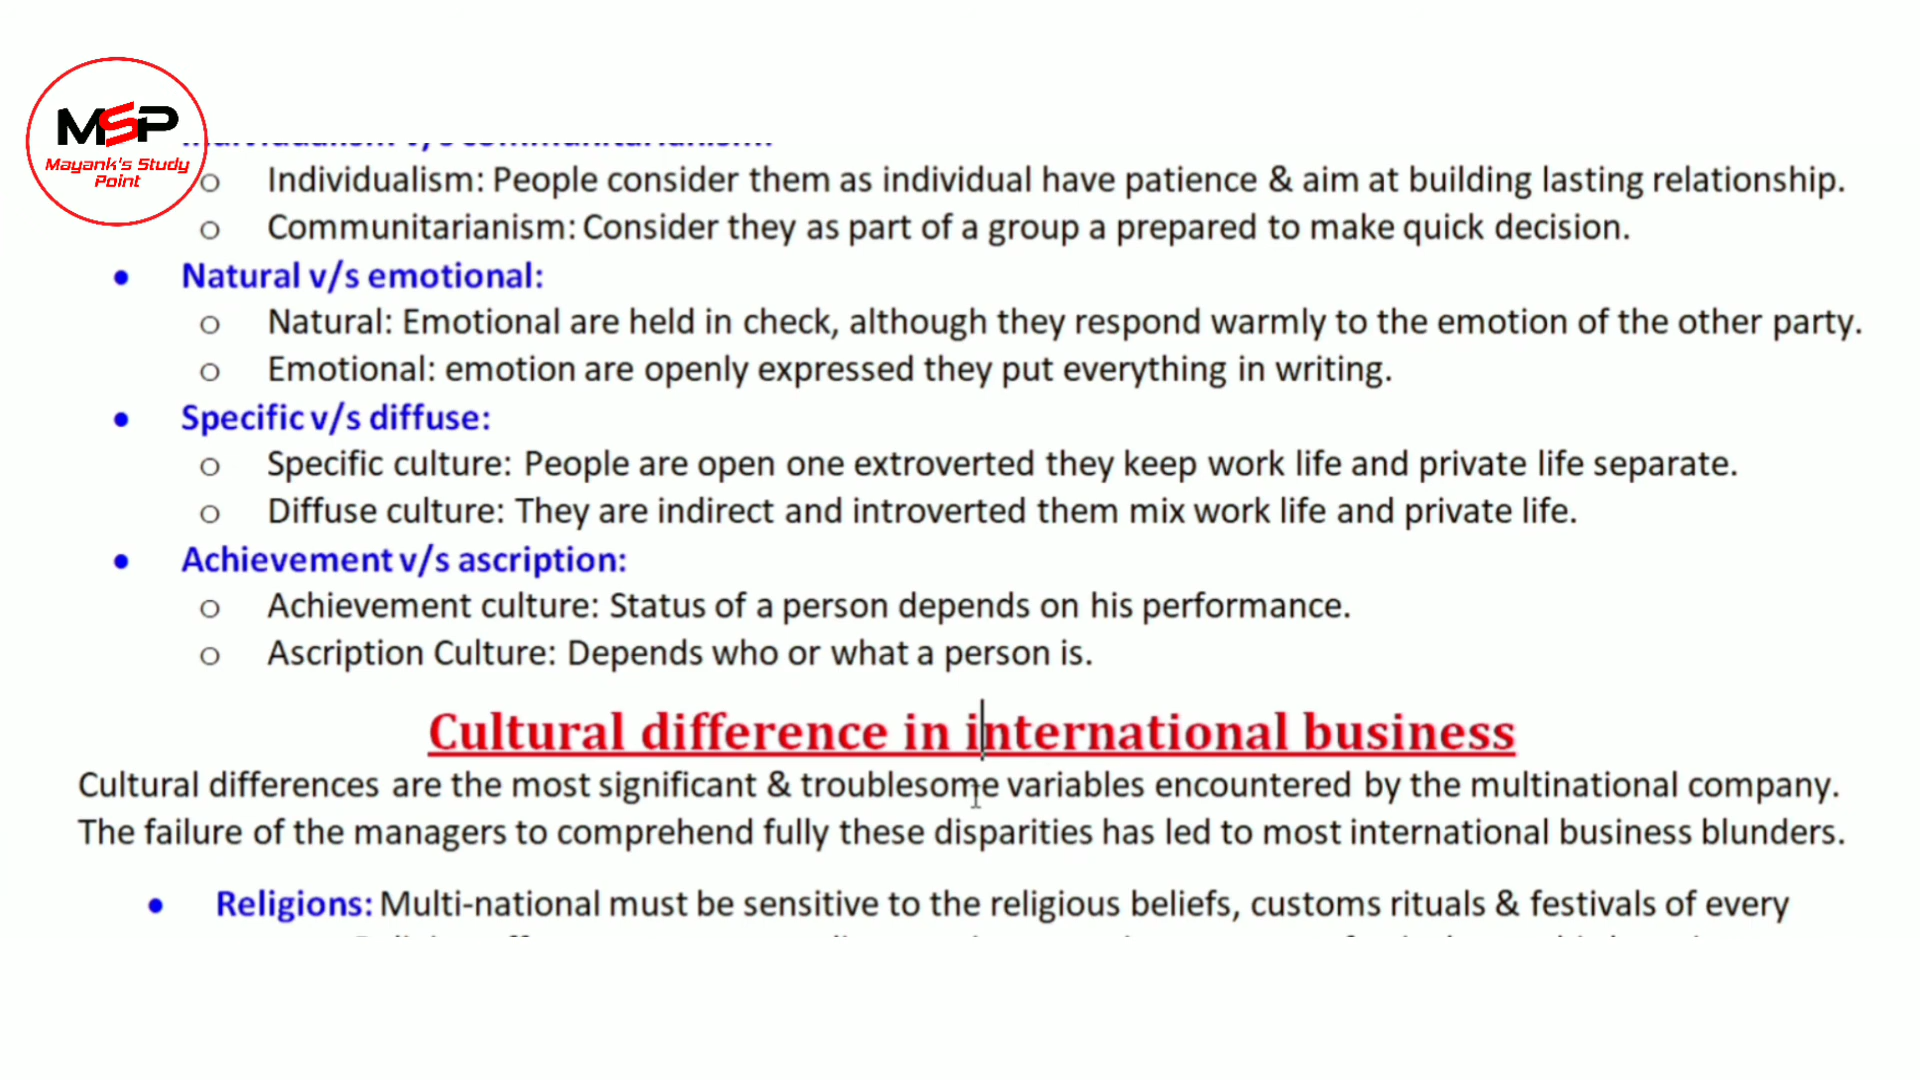 MSP
Mayank's Study
Point
o Individualism: People consider them as individual have patience & aim at building lasting relationship.
o Communitarianism: Consider they as part of a group a prepared to make quick decision.
• Natural v/s emotional:
o Natural: Emotional are held in check, although they respond warmly to the emotion of the other party.
o Emotional: emotion are openly expressed they put everything in writing.
• Specific v/s diffuse:
o Specific culture: People are open one extroverted they keep work life and private life separate.
o Diffuse culture: They are indirect and introverted them mix work life and private life.
• Achievement v/s ascription:
o Achievement culture: Status of a person depends on his performance.
o Ascription Culture: Depends who or what a person is.
Cultural difference in international business
Cultural differences are the most significant & troublesome variables encountered by the multinational company.
The failure of the managers to comprehend fully these disparities has led to most international business blunders.
• Religions: Multi-national must be sensitive to the religious beliefs, customs rituals & festivals of every